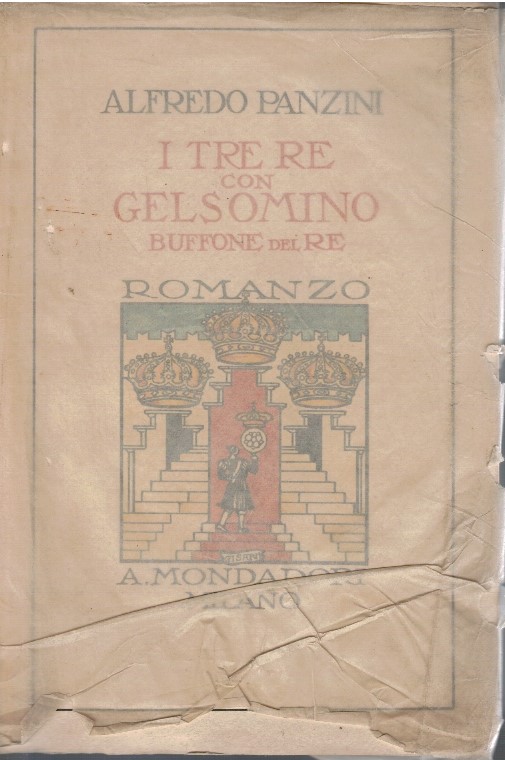 ALFREDO PANZINI
I TRE RE
CON
GELSOMINO
BUFFONE DEL RE
ROMANZO
A. MONDADORI
MILANO